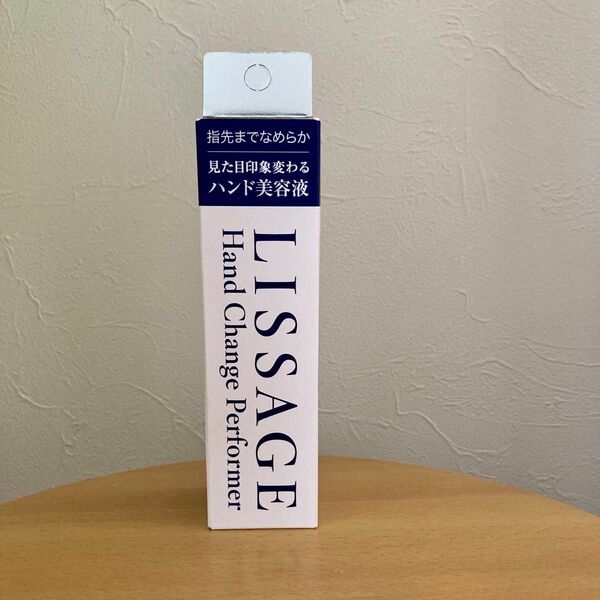 指先までなめらか
見た目印象変わる
ハンド美容液
LISSAGE
Hand Change Performer